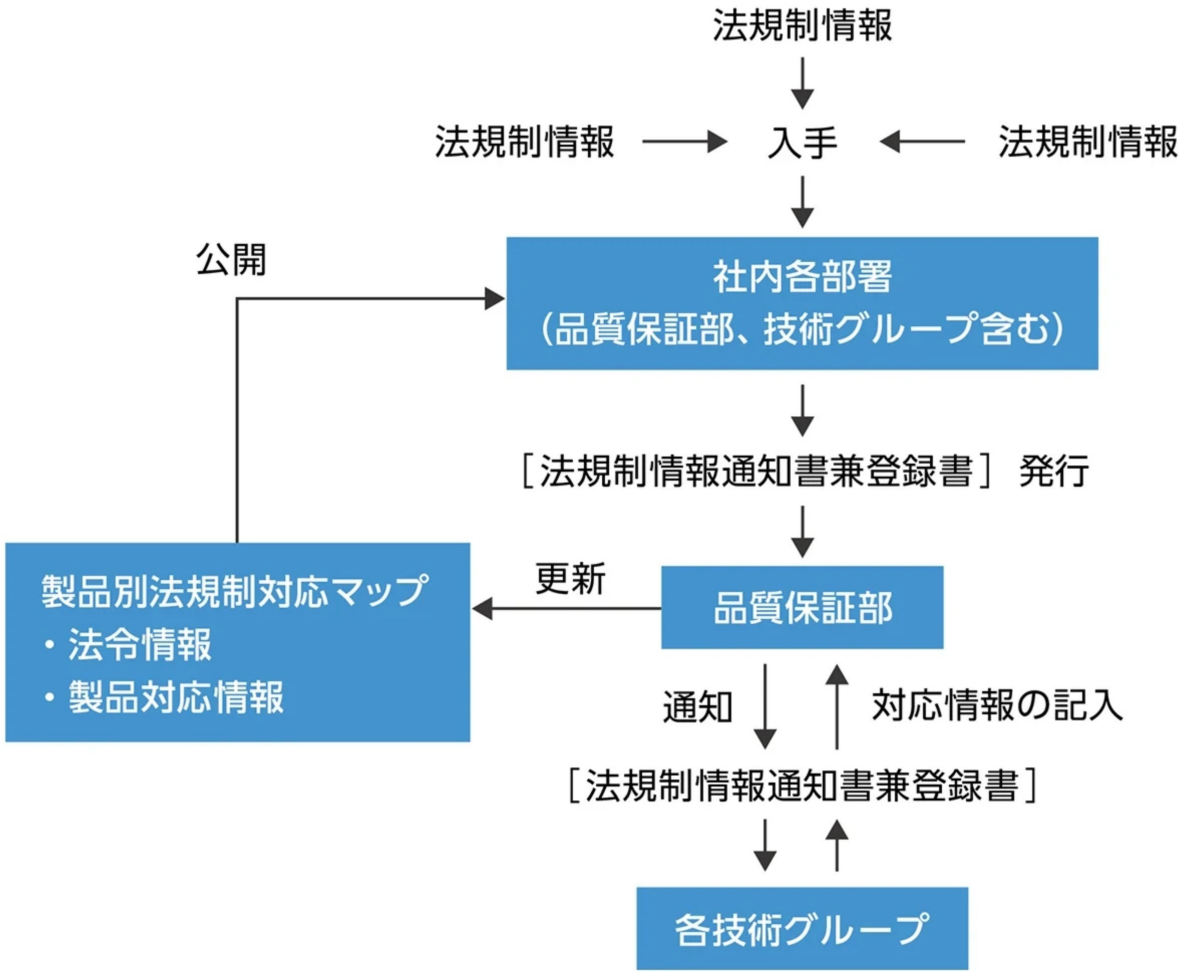 法規制情報
法規制情報
入手
法規制情報
公開
社内各部署
（品質保証部、技術グループ含む）
［法規制情報通知書兼登録書］ 発行
製品別法規制対応マップ
・法令情報
・製品対応情報
更新
品質保証部
通知
対応情報の記入
［法規制情報通知書兼登録書］
各技術グループ